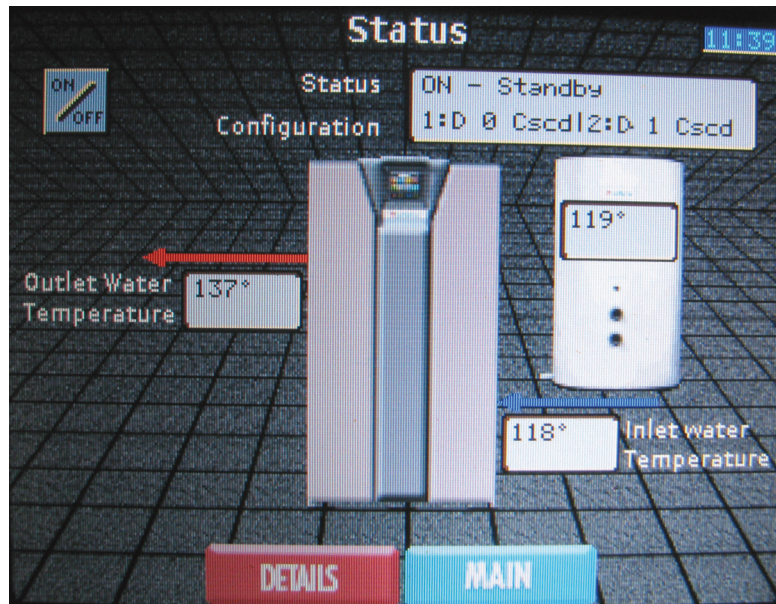 Status
11:39
ON
OFF
Status
ON - Standby
Configuration
1:D 0 Cscd|2:D 1 Cscd
119°
Outlet Water
Temperature
137°
118°
Inlet water
Temperature
DETAILS
MAIN